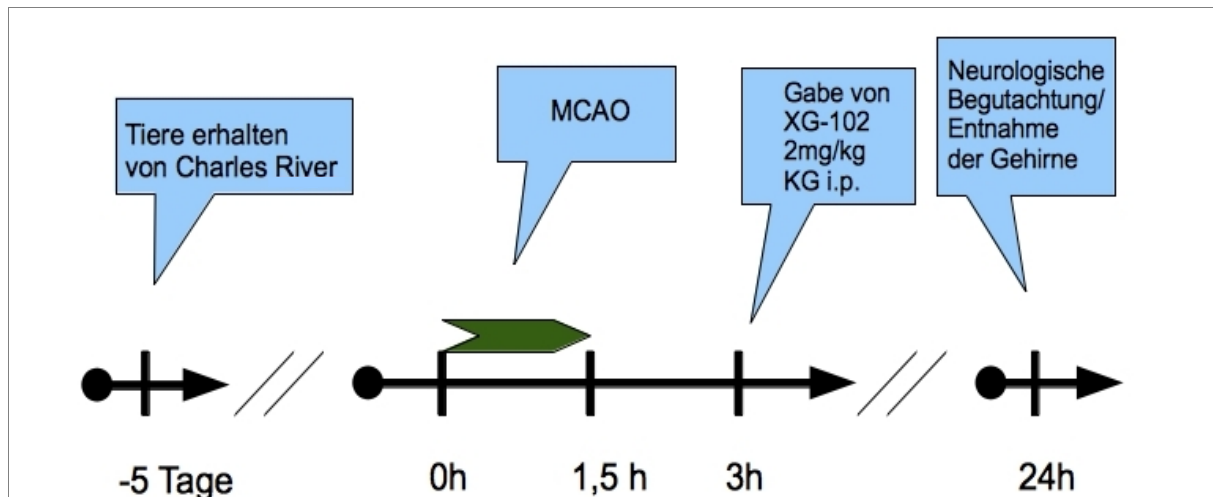 Tiere erhalten
von Charles River
MCAO
Gabe von
XG-102
2mg/kg
KG i.p.
Neurologische
Begutachtung/
Entnahme
der Gehirne
-5 Tage
0h
1,5 h
3h
24h